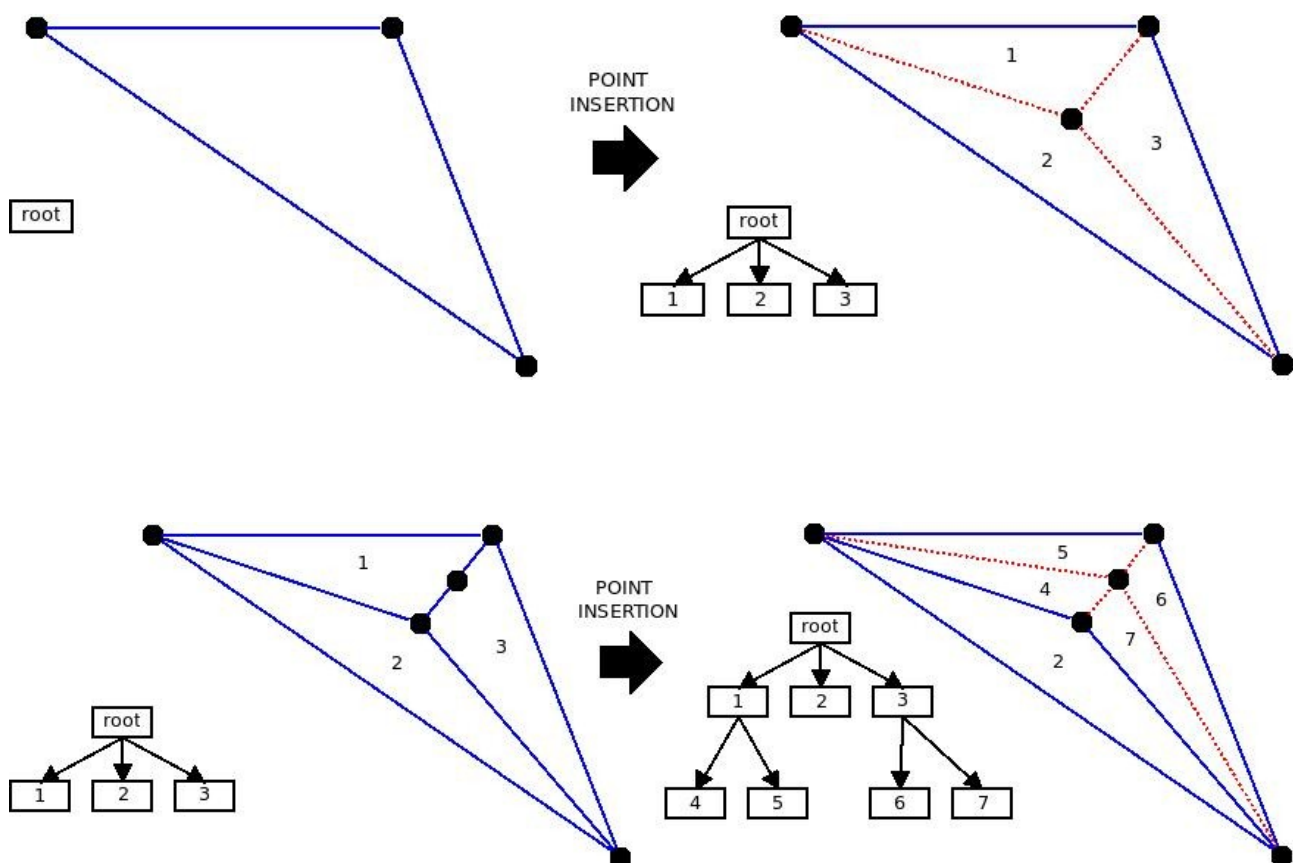 1
POINT
INSERTION
3
2
root
root
1 2 3
5
1
POINT
INSERTION
4
6
root
7
3
2
2
1 2 3
root
1 2 3
4 5 6 7